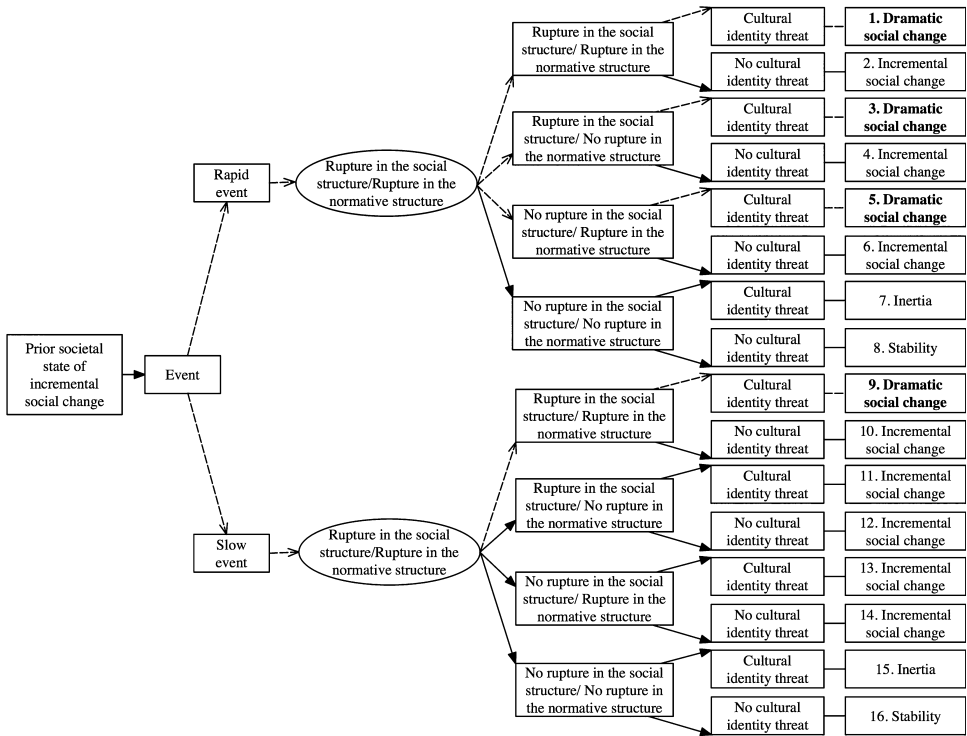 Prior societal
state of
incremental
social change
Event
Rapid
event
Slow
event
Rupture in the social
structure/Rupture in the
normative structure
Rupture in the social
structure/Rupture in the
normative structure
Rupture in the social
structure/ Rupture in the
normative structure
Rupture in the social
structure/ No rupture in
the normative structure
No rupture in the social
structure/ Rupture in the
normative structure
No rupture in the social
structure/ No rupture in
the normative structure
Rupture in the social
structure/ Rupture in the
normative structure
Rupture in the social
structure/ No rupture in
the normative structure
No rupture in the social
structure/ Rupture in the
normative structure
No rupture in the social
structure/ No rupture in
the normative structure
Cultural
identity threat
1. Dramatic
social change
No cultural
identity threat
2. Incremental
social change
Cultural
identity threat
3. Dramatic
social change
No cultural
identity threat
4. Incremental
social change
Cultural
identity threat
5. Dramatic
social change
No cultural
identity threat
6. Incremental
social change
Cultural
identity threat
7. Inertia
No cultural
identity threat
8. Stability
Cultural
identity threat
9. Dramatic
social change
No cultural
identity threat
10. Incremental
social change
Cultural
identity threat
11. Incremental
social change
No cultural
identity threat
12. Incremental
social change
Cultural
identity threat
13. Incremental
social change
No cultural
identity threat
14. Incremental
social change
Cultural
identity threat
15. Inertia
No cultural
identity threat
16. Stability